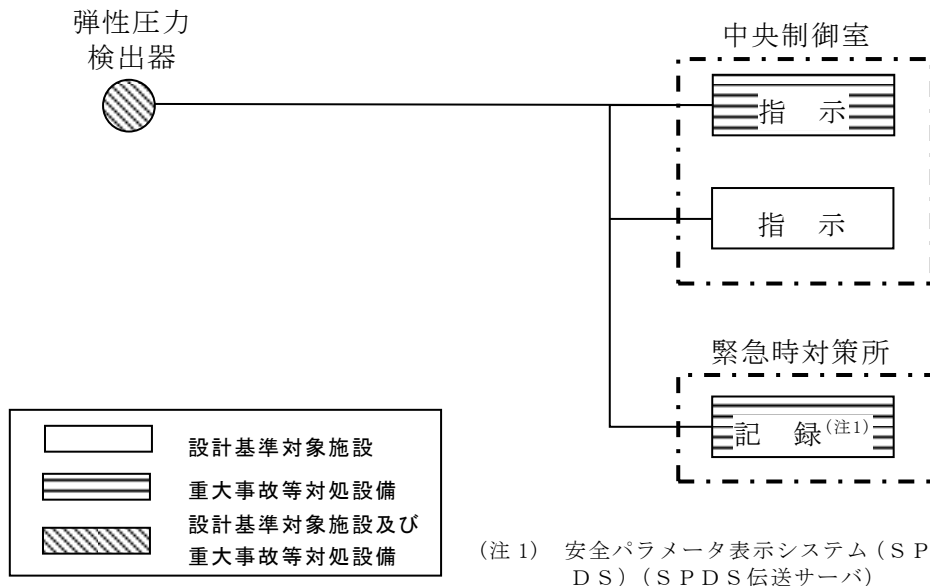 弾性圧力
検出器
中央制御室
指 示
指 示
緊急時対策所
記 録(注1)
設計基準対象施設
重大事故等対処設備
設計基準対象施設及び
重大事故等対処設備
(注 1) 安全パラメータ表示システム(ＳＰ
ＤＳ)(ＳＰＤＳ伝送サーバ)